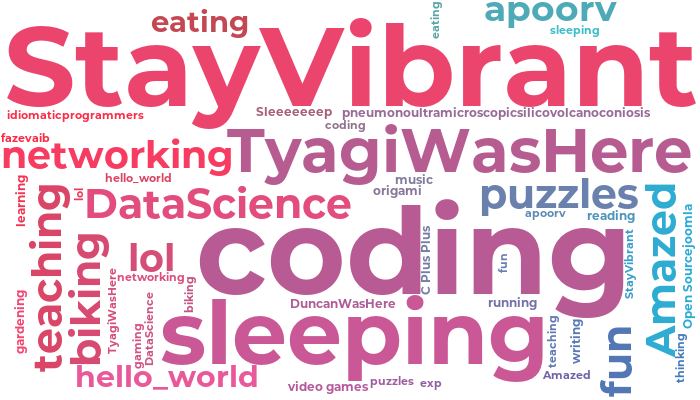 eating
apoorv
eating
sleeping
StayVibrant
idiomaticprogrammers
Sleeeeeeep
pneumonoultramicroscopicsilicovolcanoconiosis
coding
fazevaib
networking
TyagiWasHere
hello_world
music
origami
learning
lol
DataScience
puzzles
apoorv
reading
teaching
biking
lol
coding
C Plus Plus
fun
StayVibrant
Amazed
Open Sourcejoomla
networking
TyagiWasHere
biking
DuncanWasHere
running
gardening
gaming
DataScience
sleeping
teaching
writing
fun
thinking
hello_world
video games
puzzles
exp
Amazed